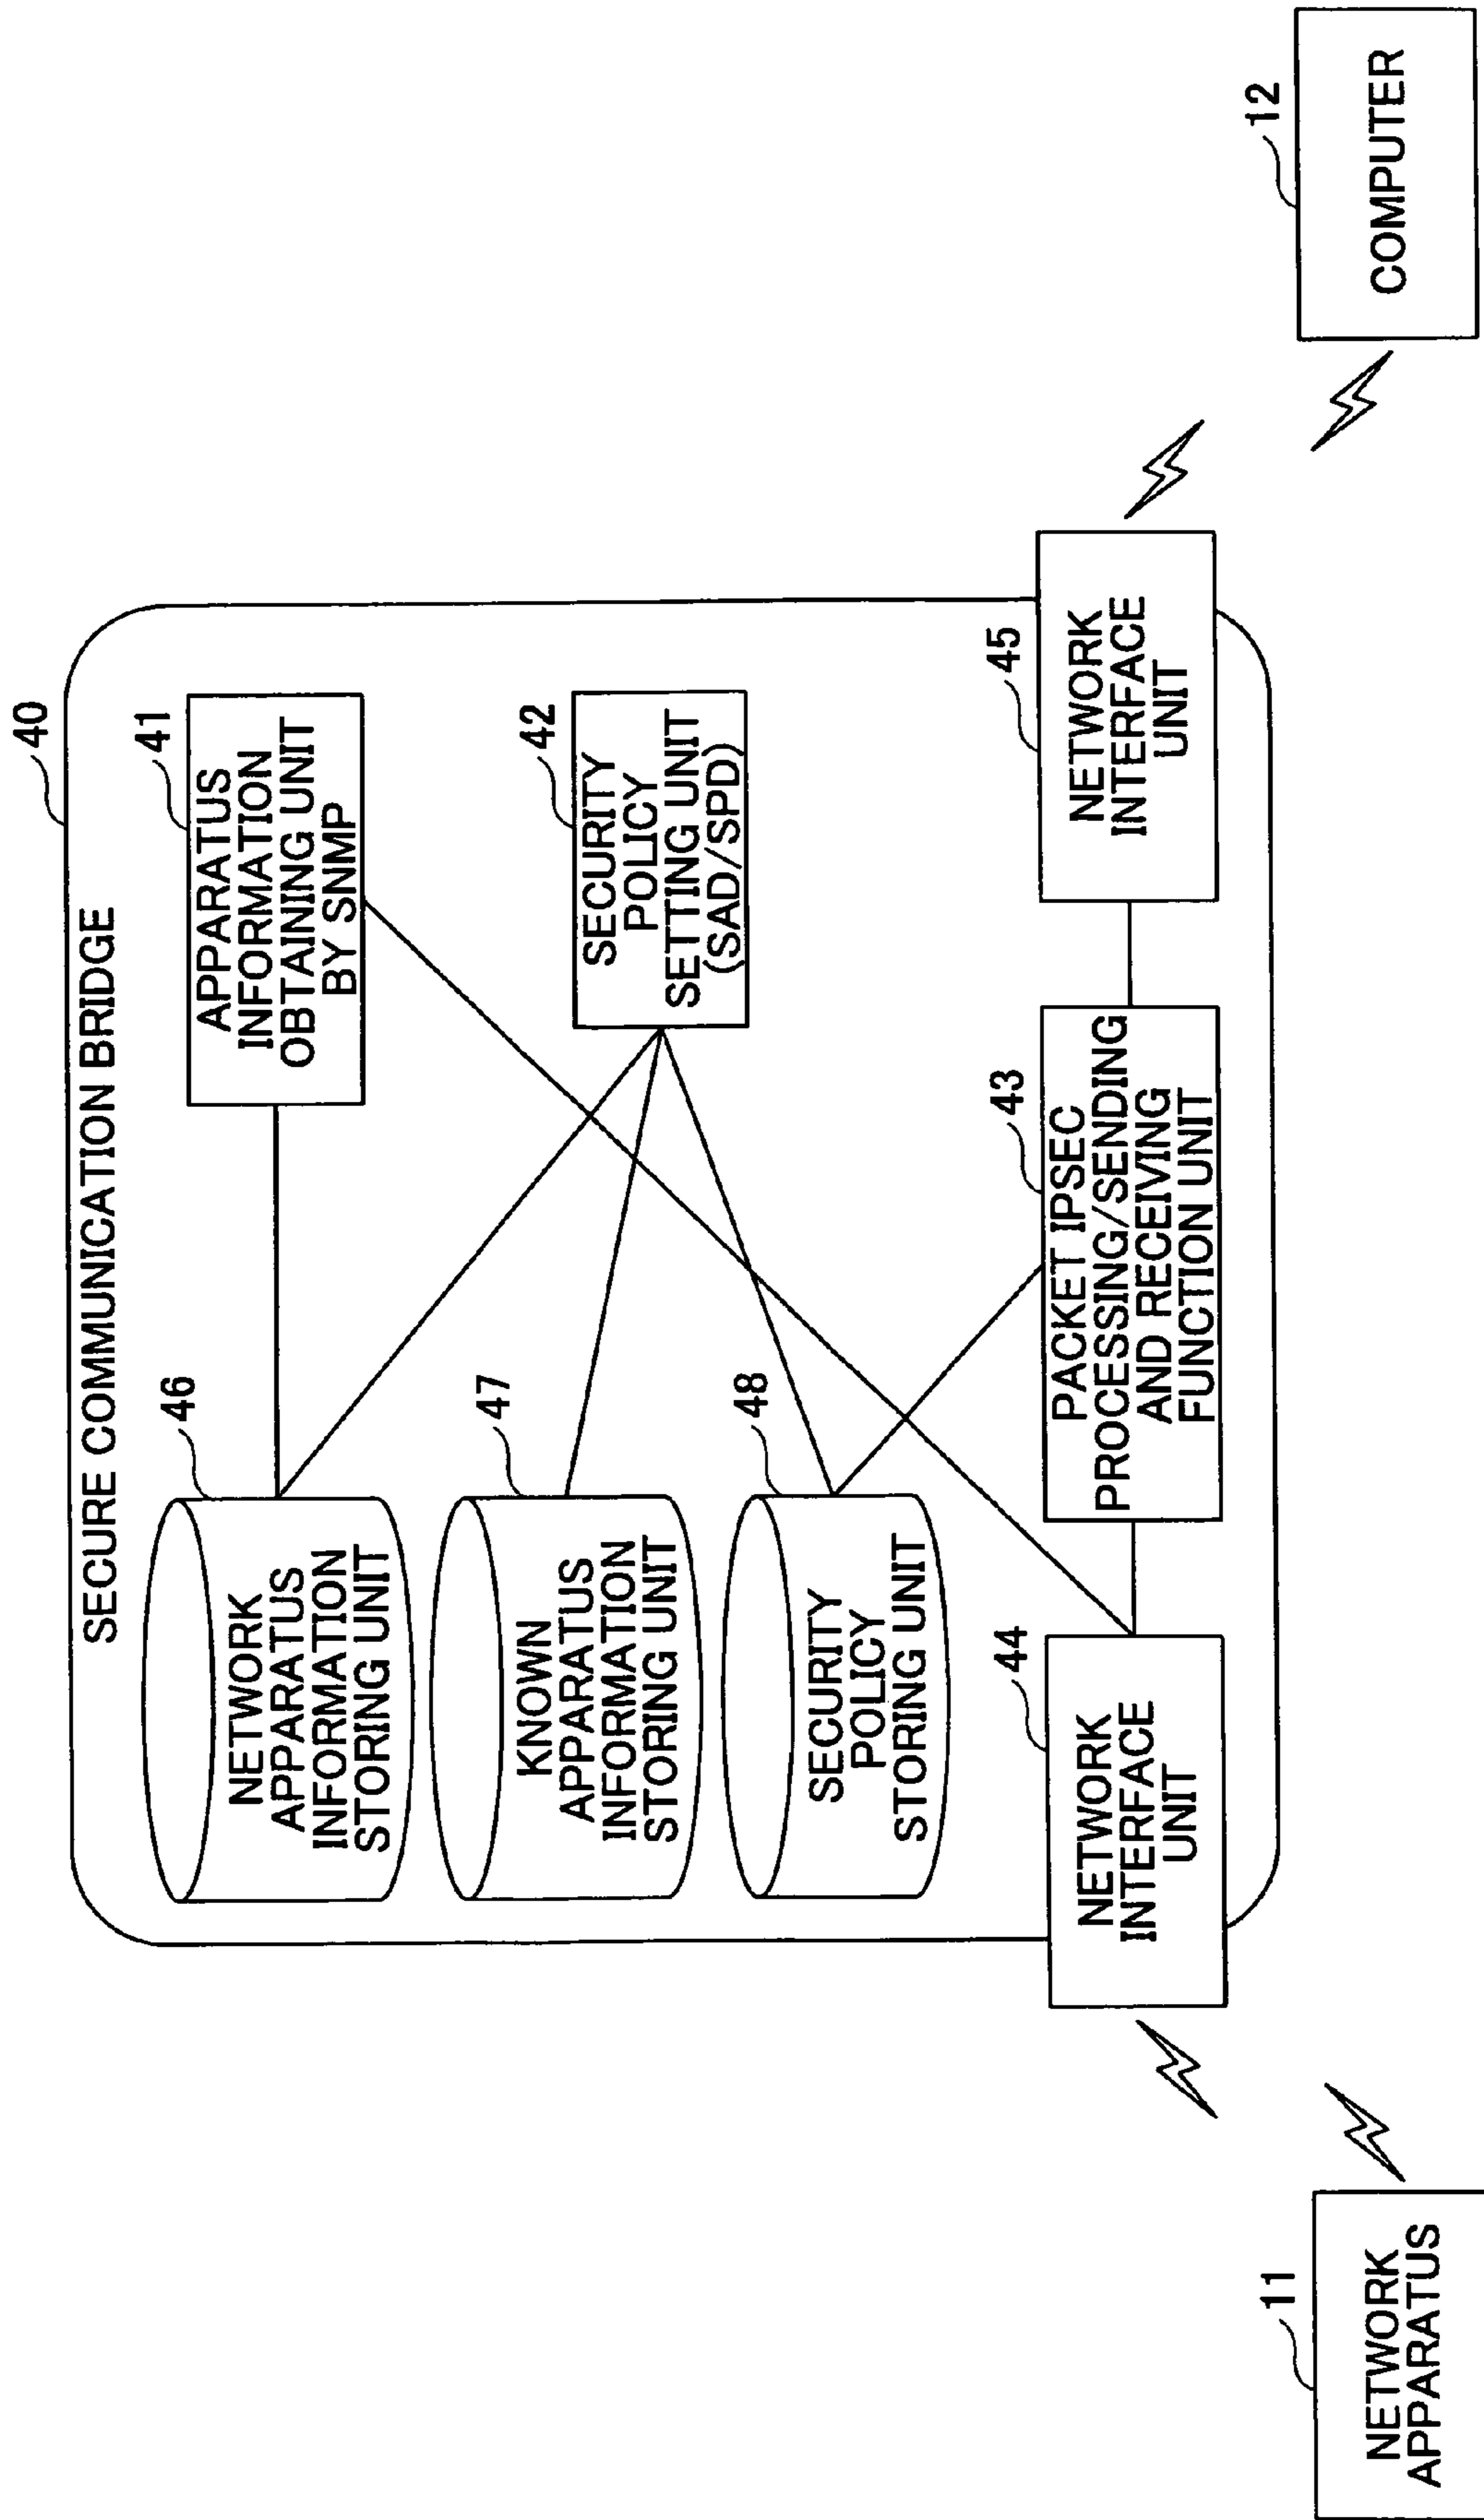 40
SECURE COMMUNICATION BRIDGE
46
NETWORK
APPARATUS
INFORMATION
STORING UNIT
41
APPARATUS
INFORMATION
OBTAINING UNIT
BY SNMP
47
KNOWN
APPARATUS
INFORMATION
STORING UNIT
42
SECURITY
POLICY
SETTING UNIT
(SAD/SPD)
48
SECURITY
POLICY
STORING UNIT
44
NETWORK
INTERFACE
UNIT
43
PACKET IPSEC
PROCESSING/SENDING
AND RECEIVING
FUNCTION UNIT
45
NETWORK
INTERFACE
UNIT
11
NETWORK
APPARATUS
12
COMPUTER